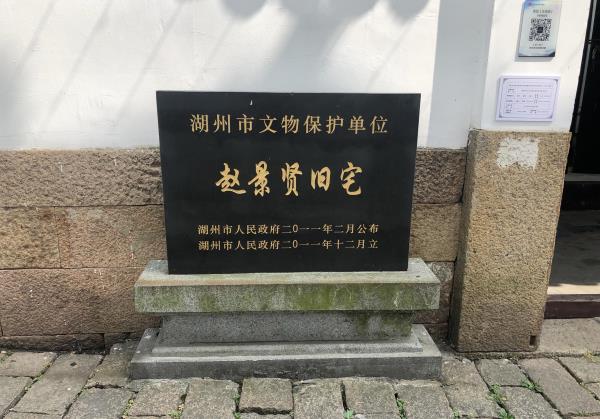 湖州市文物保护单位
赵景贤旧宅
湖州市人民政府二0一一年二月公布
湖州市人民政府二0一一年十二月立